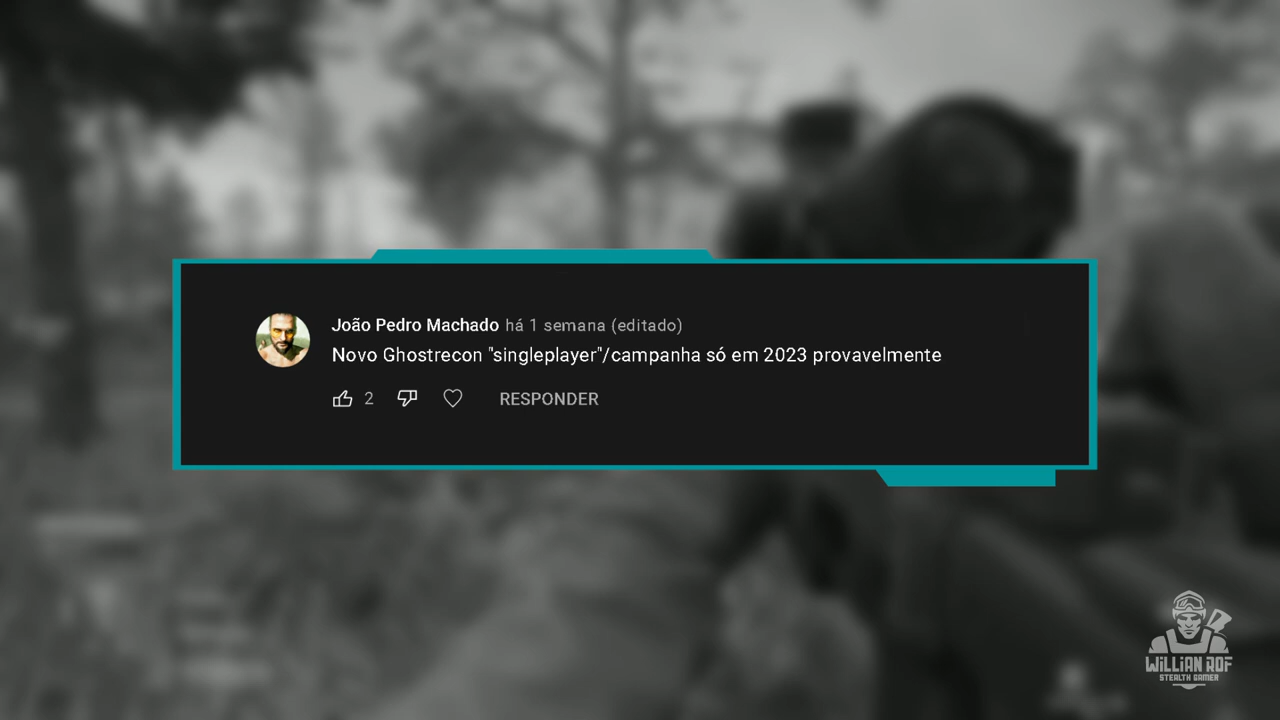 João Pedro Machado há 1 semana (editado)
Novo Ghostrecon "singleplayer"/campanha só em 2023 provavelmente
2 RESPONDER
WILLIAN ROF
STEALTH GAMER